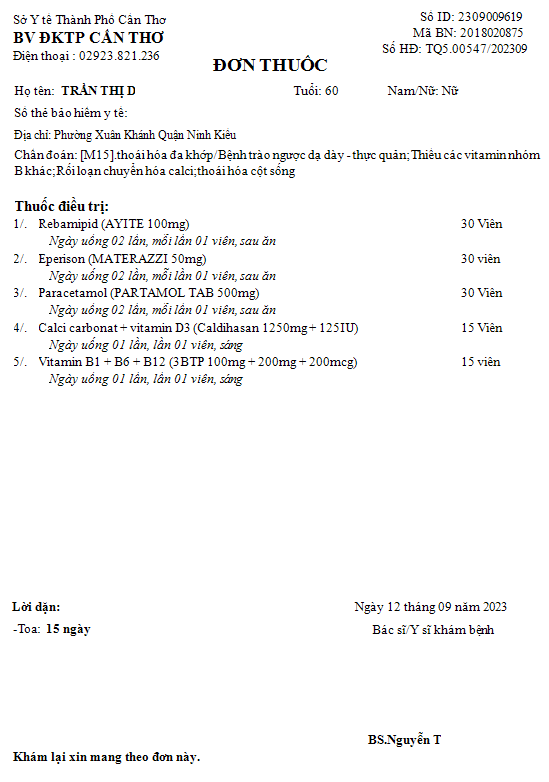 Sở Y tế Thành Phố Cần Thơ
BV ĐKTP CẦN THƠ
Điện thoại : 02923.821.236
Số ID: 2309009619
Mã BN: 2018020875
Số HĐ: TQ5.00547/202309
ĐƠN THUỐC
Họ tên: TRẦN THỊ D Tuổi: 60 Nam/Nữ: Nữ
Số thẻ bảo hiểm y tế:
Địa chỉ: Phường Xuân Khánh Quận Ninh Kiều
Chẩn đoán: [M15].thoái hóa đa khớp/Bệnh trào ngược dạ dày - thực quản;Thiếu các vitamin nhóm
B khác;Rối loạn chuyển hóa calci;thoái hóa cột sống
Thuốc điều trị:
1/. Rebamipid (AYITE 100mg) 30 Viên
Ngày uống 02 lần, mỗi lần 01 viên, sau ăn
2/. Eperison (MATERAZZI 50mg) 30 viên
Ngày uống 02 lần, mỗi lần 01 viên, sau ăn
3/. Paracetamol (PARTAMOL TAB 500mg) 30 Viên
Ngày uống 02 lần, mỗi lần 01 viên, sau ăn
4/. Calci carbonat + vitamin D3 (Caldihasan 1250mg + 125IU) 15 Viên
Ngày uống 01 lần, lần 01 viên, sáng
5/. Vitamin B1 + B6 + B12 (3BTP 100mg + 200mg + 200mcg) 15 viên
Ngày uống 01 lần, lần 01 viên, sáng
Lời dặn:
Ngày 12 tháng 09 năm 2023
-Toa: 15 ngày
Bác sĩ/Y sĩ khám bệnh
BS.Nguyễn T
Khám lại xin mang theo đơn này.